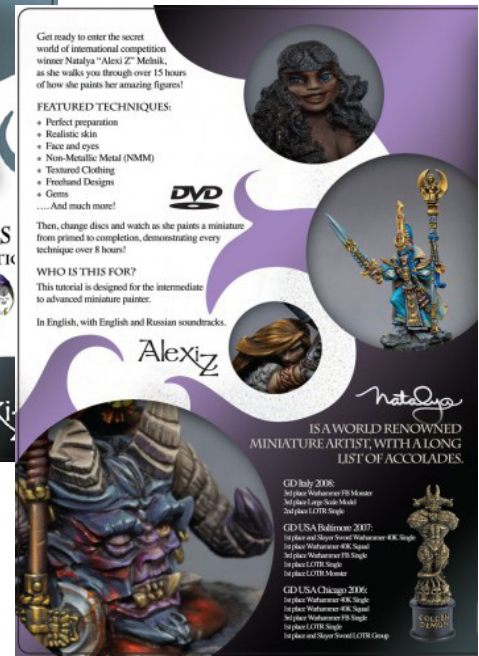 Get ready to enter the secret
world of international competition
winner Natalya "Alexi Z" Melnik,
as she walks you through over 15 hours
of how she paints her amazing figures!
FEATURED TECHNIQUES:
* Perfect preparation
* Realistic skin
* Face and eyes
* Non-Metallic Metal (NMM)
* Textured Clothing
* Freehand Designs
* Gems
.....And much more!
DVD
Then, change discs and watch as she paints a miniature
from primed to completion, demonstrating every
technique over 8 hours!
WHO IS THIS FOR?
This tutorial is designed for the intermediate
to advanced miniature painter.
In English, with English and Russian soundtracks.
AlexiZ
Natalya
IS A WORLD RENOWNED
MINIATURE ARTIST, WITH A LONG
LIST OF ACCOLADES.
GD Italy 2008:
3rd place Warhammer FB Monster
3rd place Large Scale Model
2nd place LOTR Single
GD USA Baltimore 2007:
1st place and Slayer Sword Warhammer 40K Single
1st place Warhammer 40K Squad
3rd place Warhammer FB Single
1st place LOTR Single
1st place LOTR Monster
GD USA Chicago 2006:
1st place Warhammer 40K Single
1st place Warhammer 40K Squad
3rd place Warhammer FB Single
1st place LOTR Single
1st place and Slayer Sword LOTR Group
GOLDEN
DEMON